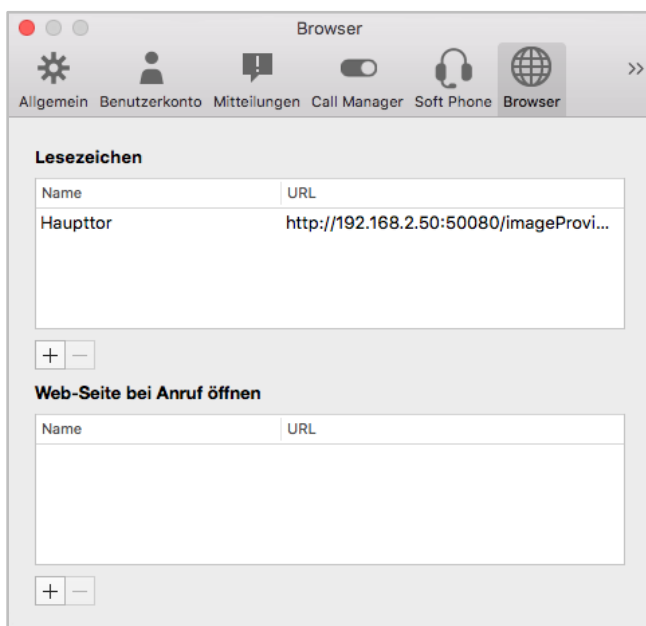 Browser
Allgemein Benutzerkonto Mitteilungen Call Manager Soft Phone Browser
Lesezeichen
Name URL
Haupttor http://192.168.2.50:50080/imageProvi...
+ −
Web-Seite bei Anruf öffnen
Name URL
+ −